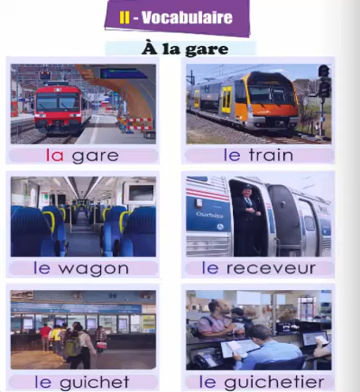 II - Vocabulaire
À la gare
la gare
le train
le wagon
le receveur
le guichet
le guichetier